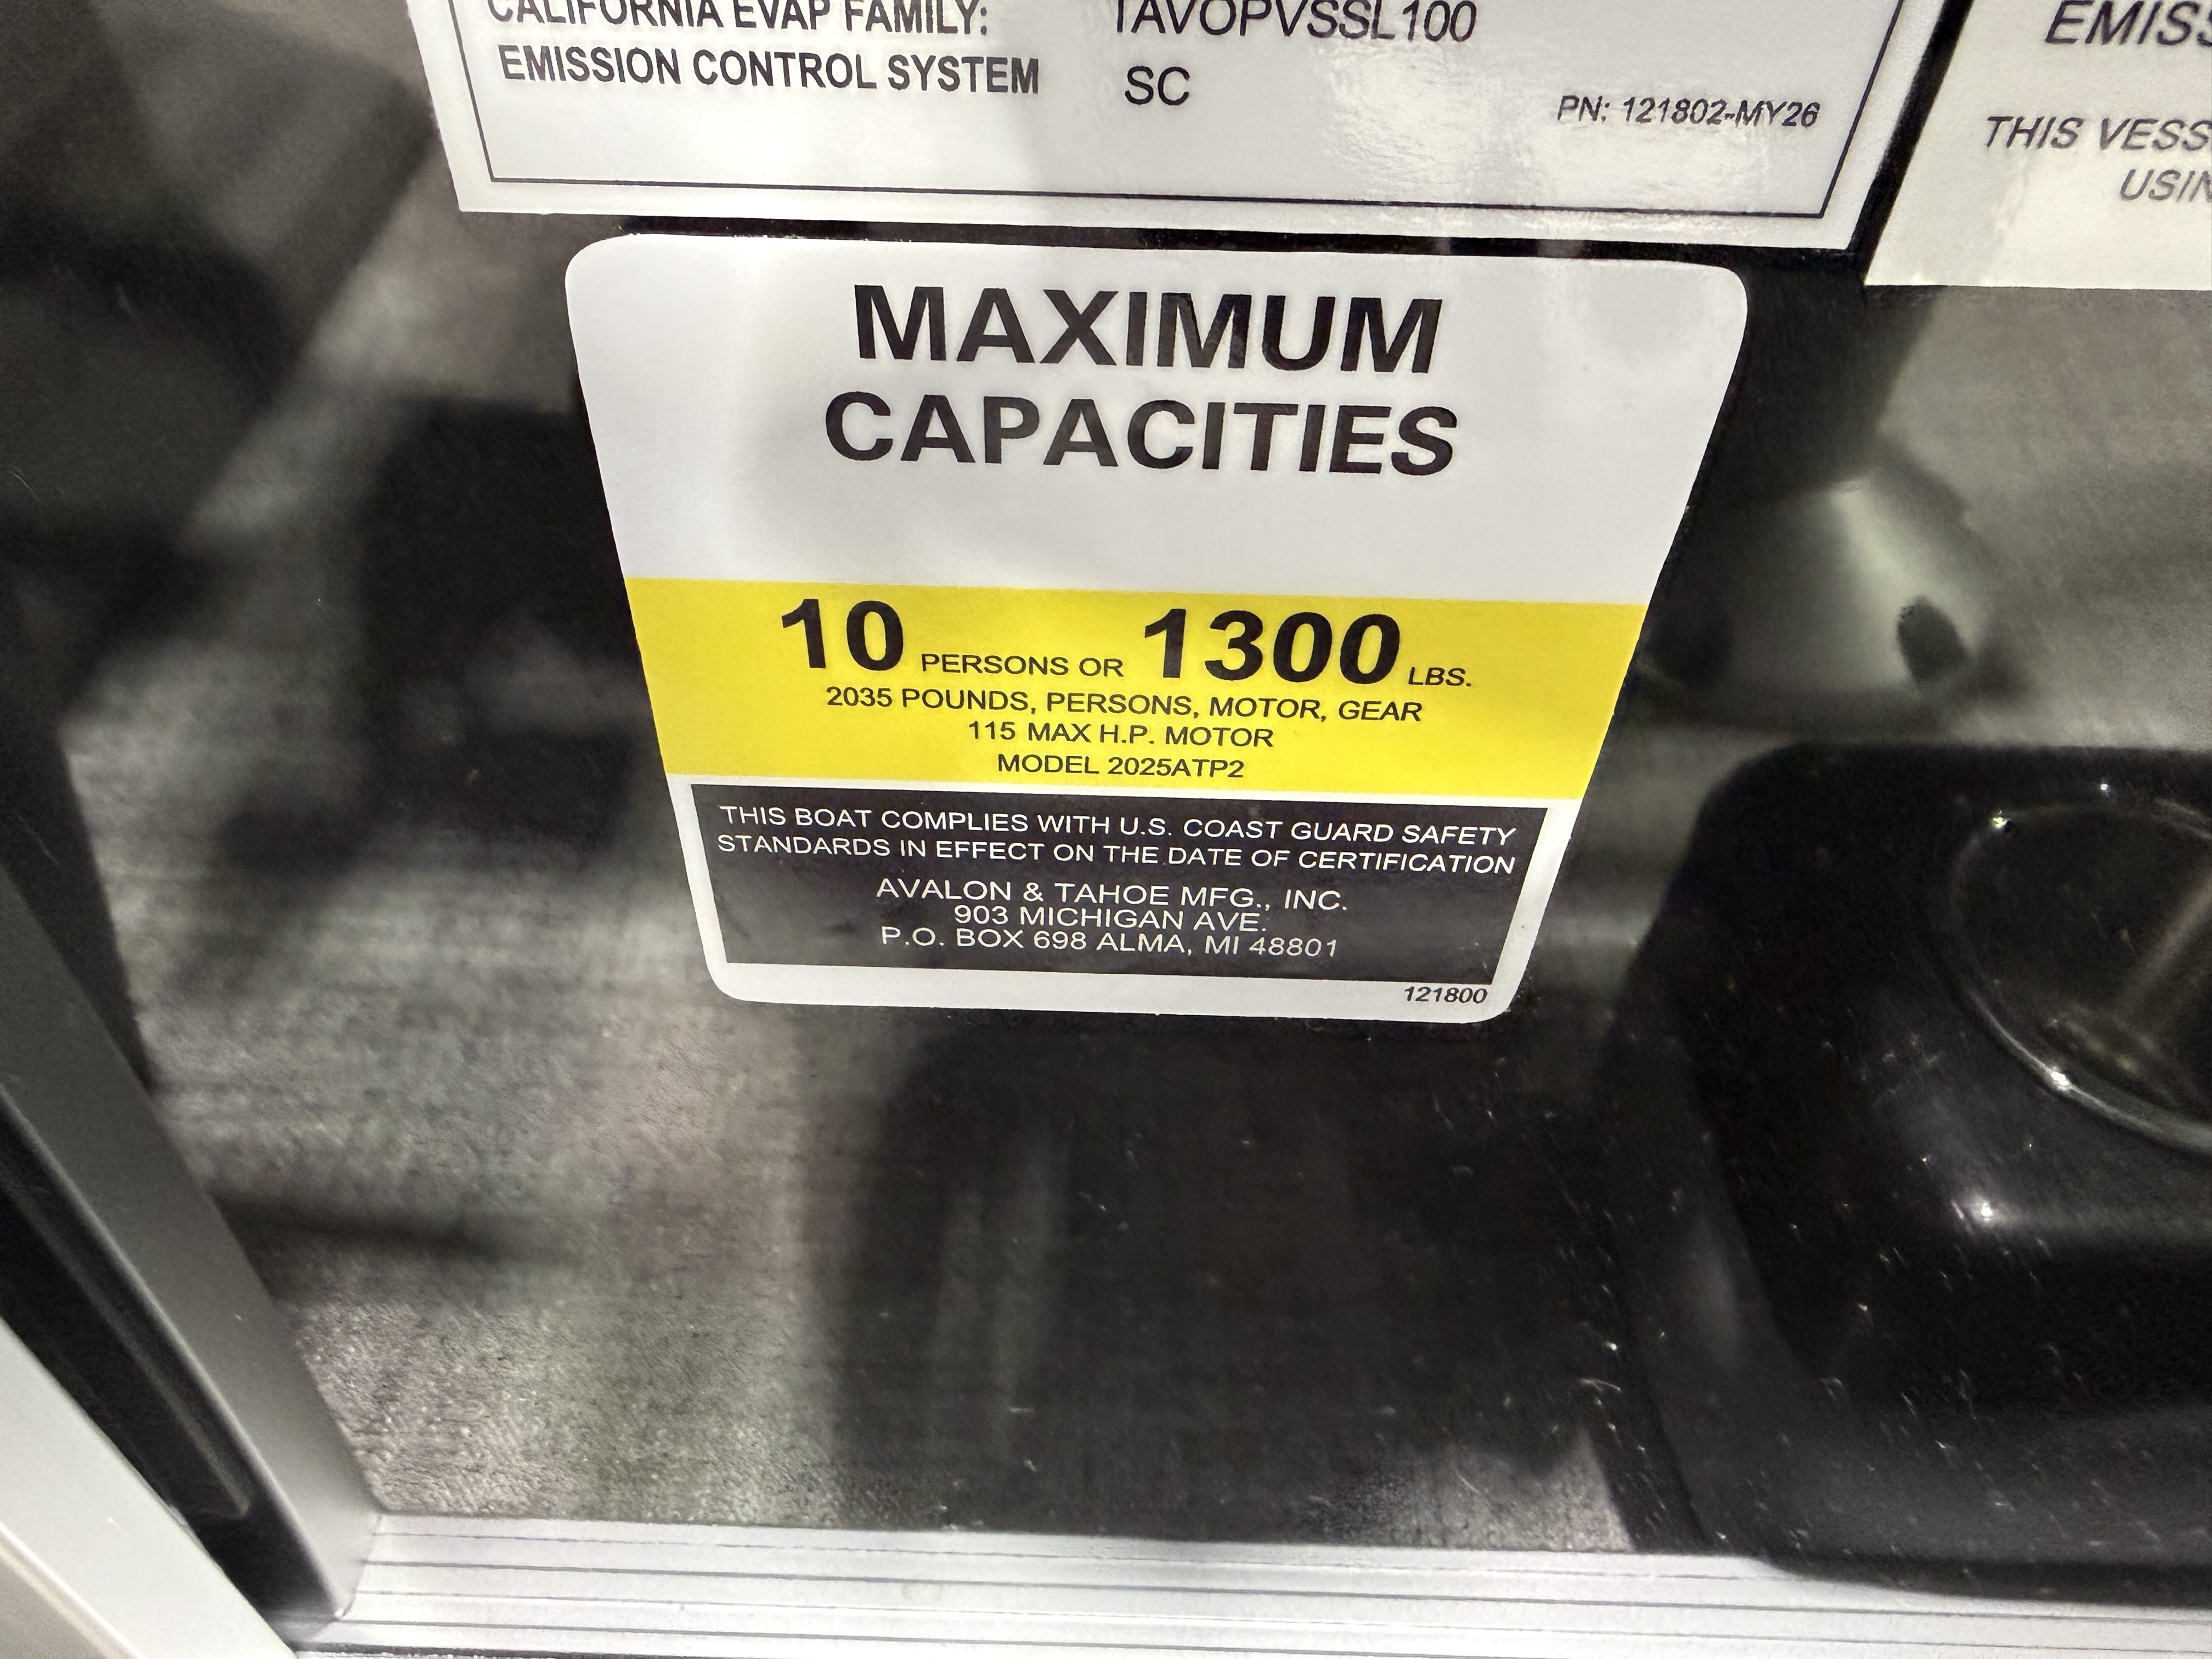 CALIFORNIA EVAP FAMILY: TAVOPVSSL100
EMISSION CONTROL SYSTEM SC
PN: 121802-MY26
THIS
MAXIMUM
CAPACITIES
10 PERSONS OR 1300 LBS.
2035 POUNDS, PERSONS, MOTOR, GEAR
115 MAX H.P. MOTOR
MODEL 2025ATP2
THIS BOAT COMPLIES WITH U.S. COAST GUARD SAFETY
STANDARDS IN EFFECT ON THE DATE OF CERTIFICATION
AVALON & TAHOE MFG., INC.
903 MICHIGAN AVE.
P.O. BOX 698 ALMA, MI 48801
121800